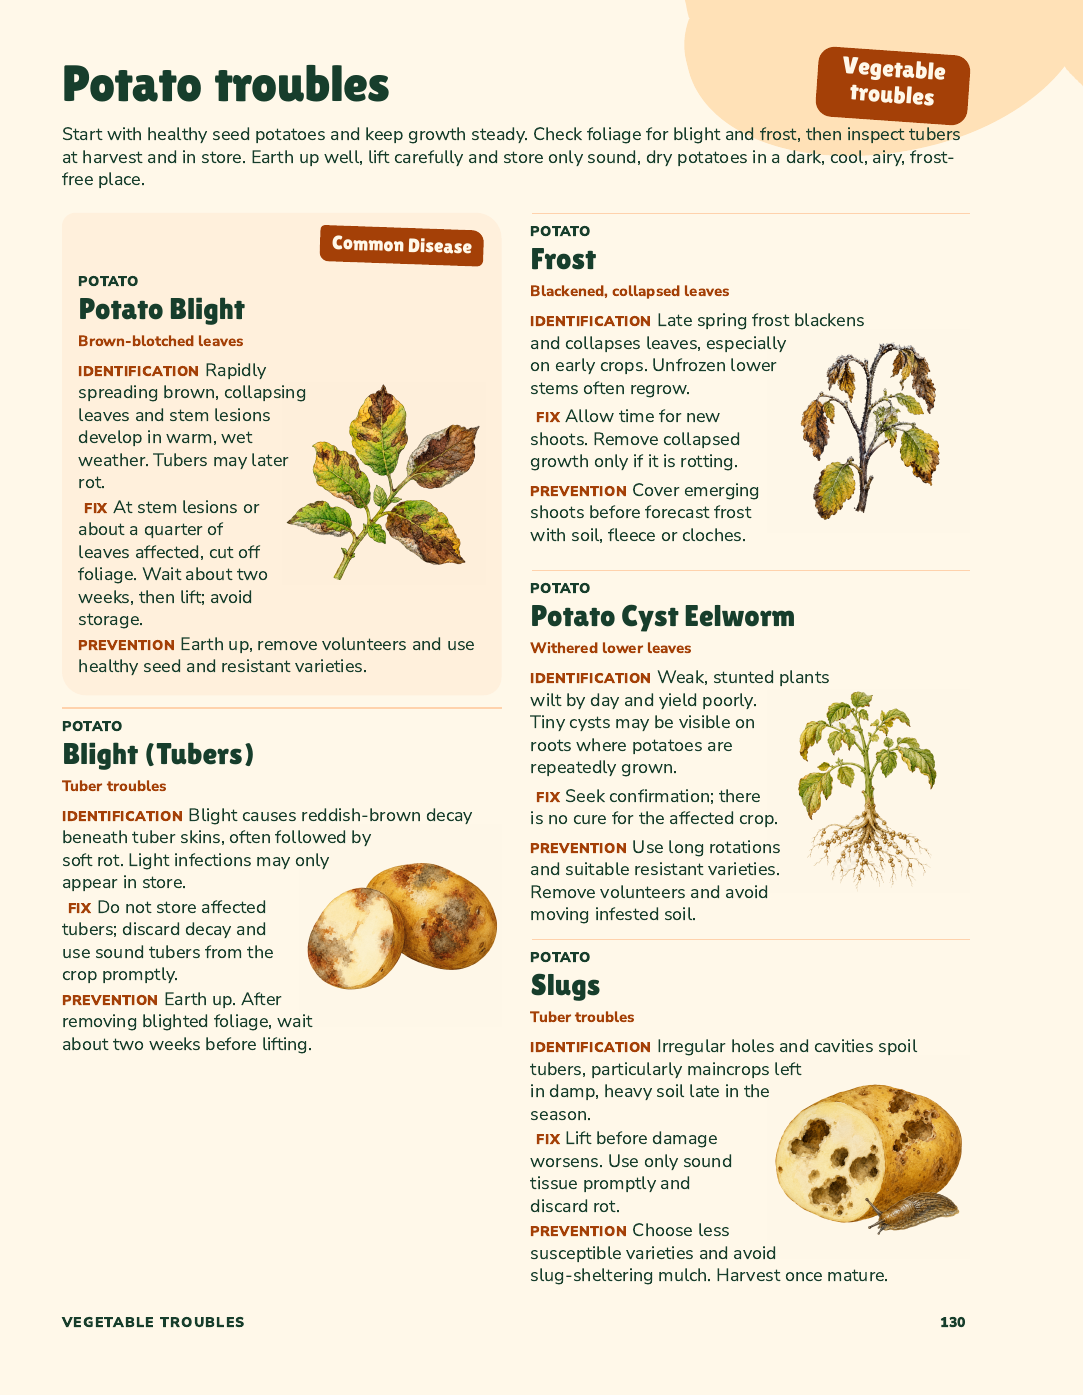 Potato troubles
Vegetable
troubles
Start with healthy seed potatoes and keep growth steady. Check foliage for blight and frost, then inspect tubers
at harvest and in store. Earth up well, lift carefully and store only sound, dry potatoes in a dark, cool, airy, frost-
free place.
Common Disease
POTATO
Potato Blight
Brown-blotched leaves
IDENTIFICATION Rapidly
spreading brown, collapsing
leaves and stem lesions
develop in warm, wet
weather. Tubers may later
rot.
FIX At stem lesions or
about a quarter of
leaves affected, cut off
foliage. Wait about two
weeks, then lift; avoid
storage.
PREVENTION Earth up, remove volunteers and use
healthy seed and resistant varieties.
POTATO
Blight (Tubers)
Tuber troubles
IDENTIFICATION Blight causes reddish-brown decay
beneath tuber skins, often followed by
soft rot. Light infections may only
appear in store.
FIX Do not store affected
tubers; discard decay and
use sound tubers from the
crop promptly.
PREVENTION Earth up. After
removing blighted foliage, wait
about two weeks before lifting.
POTATO
Frost
Blackened, collapsed leaves
IDENTIFICATION Late spring frost blackens
and collapses leaves, especially
on early crops. Unfrozen lower
stems often regrow.
FIX Allow time for new
shoots. Remove collapsed
growth only if it is rotting.
PREVENTION Cover emerging
shoots before forecast frost
with soil, fleece or cloches.
POTATO
Potato Cyst Eelworm
Withered lower leaves
IDENTIFICATION Weak, stunted plants
wilt by day and yield poorly.
Tiny cysts may be visible on
roots where potatoes are
repeatedly grown.
FIX Seek confirmation; there
is no cure for the affected crop.
PREVENTION Use long rotations
and suitable resistant varieties.
Remove volunteers and avoid
moving infested soil.
POTATO
Slugs
Tuber troubles
IDENTIFICATION Irregular holes and cavities spoil
tubers, particularly maincrops left
in damp, heavy soil late in the
season.
FIX Lift before damage
worsens. Use only sound
tissue promptly and
discard rot.
PREVENTION Choose less
susceptible varieties and avoid
slug-sheltering mulch. Harvest once mature.
VEGETABLE TROUBLES
130